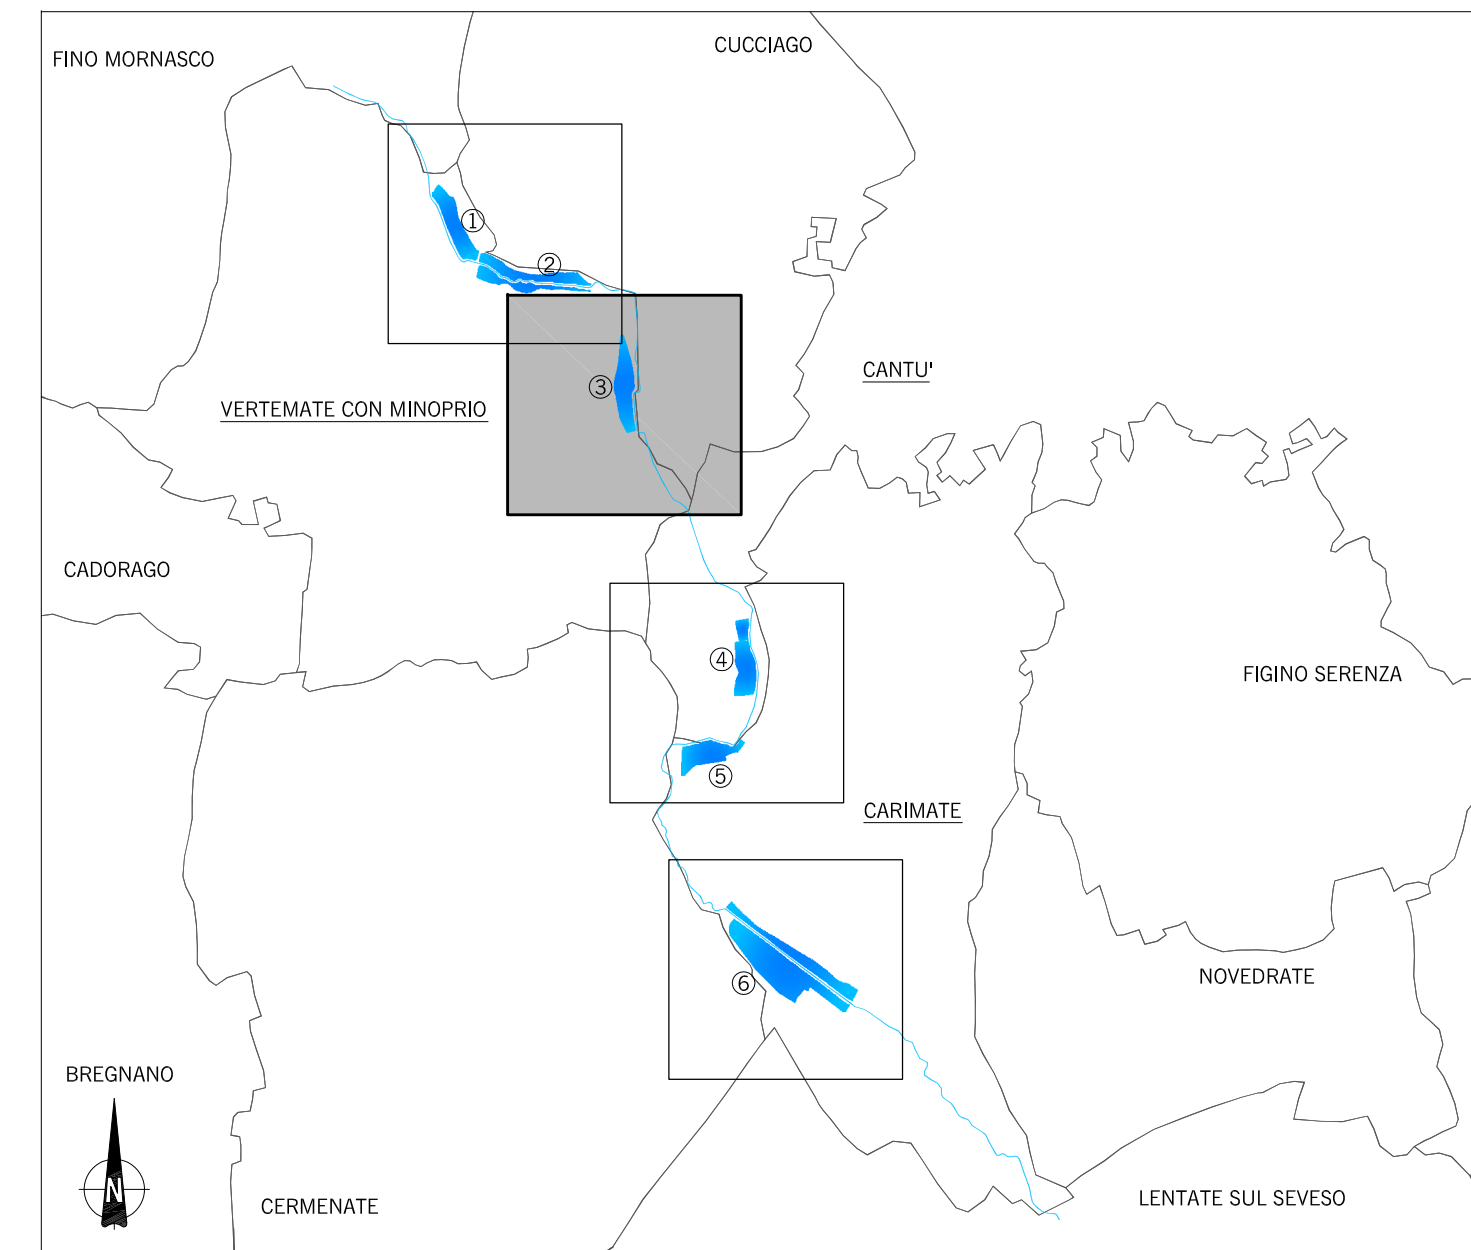 CUCCIAGO
FINO MORNASCO
①
②
CANTU'
③
VERTEMATE CON MINOPRIO
CADORAGO
④
FIGINO SERENZA
⑤
CARIMATE
NOVEDRATE
⑥
BREGNANO
N
LENTATE SUL SEVESO
CERMENATE